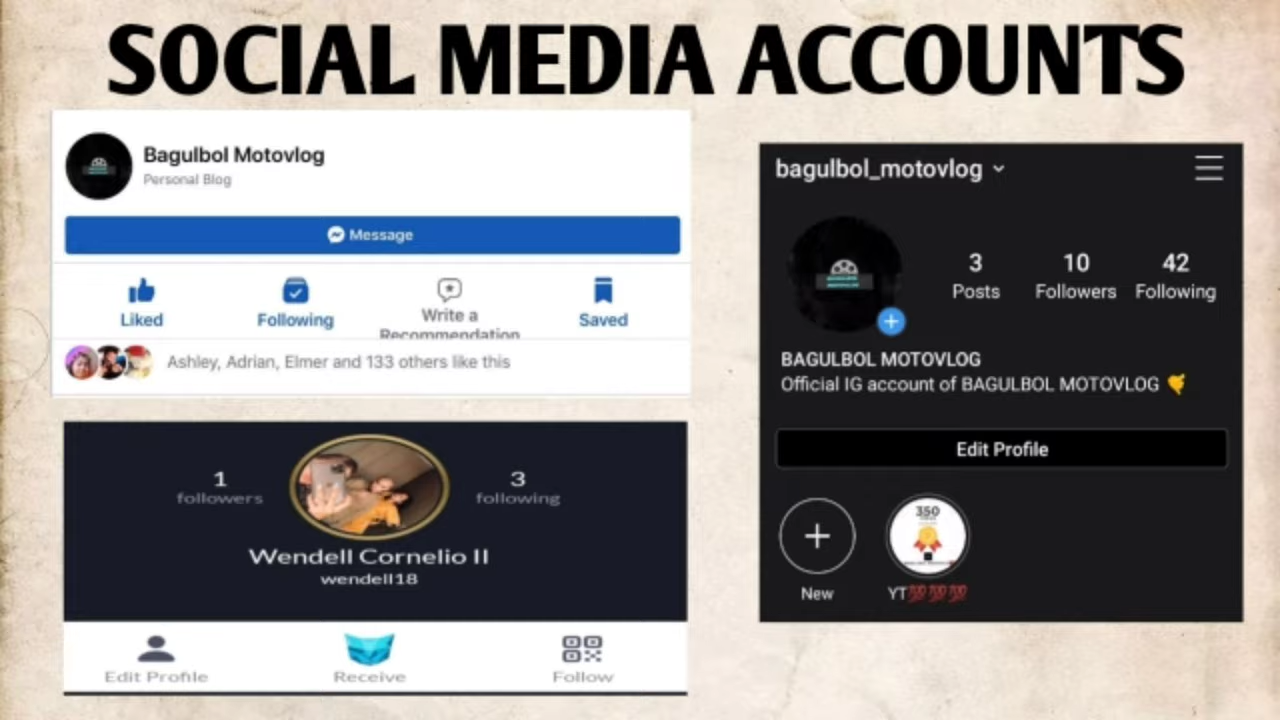 SOCIAL MEDIA ACCOUNTS
Bagulbol Motovlog
Personal Blog
Message
Liked
Following
Write a
Recommendation
Saved
Ashley, Adrian, Elmer and 133 others like this
1
followers
3
following
Wendell Cornelio II
wendell18
Edit Profile
Receive
Follow
bagulbol_motovlog
3
Posts
10
Followers
42
Following
BAGULBOL MOTOVLOG
Official IG account of BAGULBOL MOTOVLOG
Edit Profile
350
New
YT💯💯💯